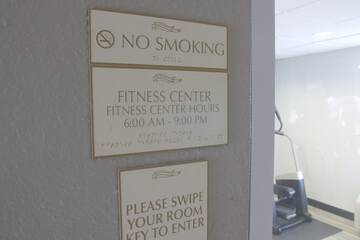 NO SMOKING
FITNESS CENTER
FITNESS CENTER HOURS
6:00 AM - 9:00 PM
PLEASE SWIPE
YOUR ROOM
KEY TO ENTER